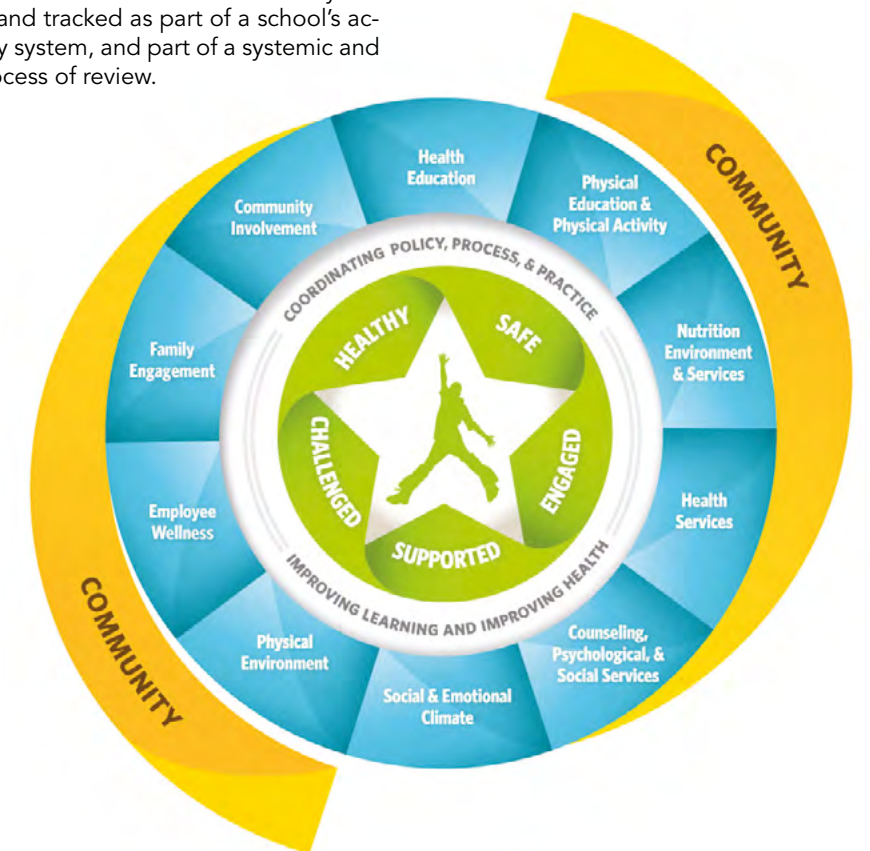 and tracked as part of a school's ac-
y system, and part of a systemic and
ocess of review.
COMMUNITY
Health
Education
Physical
Education &
Physical Activity
Nutrition
Environment
& Services
Health
Services
Counseling,
Psychological, &
Social Services
Social & Emotional
Climate
Physical
Environment
Employee
Wellness
Family
Engagement
Community
Involvement
COORDINATING POLICY, PROCESS, & PRACTICE
IMPROVING LEARNING AND IMPROVING HEALTH
HEALTHY
SAFE
ENGAGED
SUPPORTED
CHALLENGED
COMMUNITY